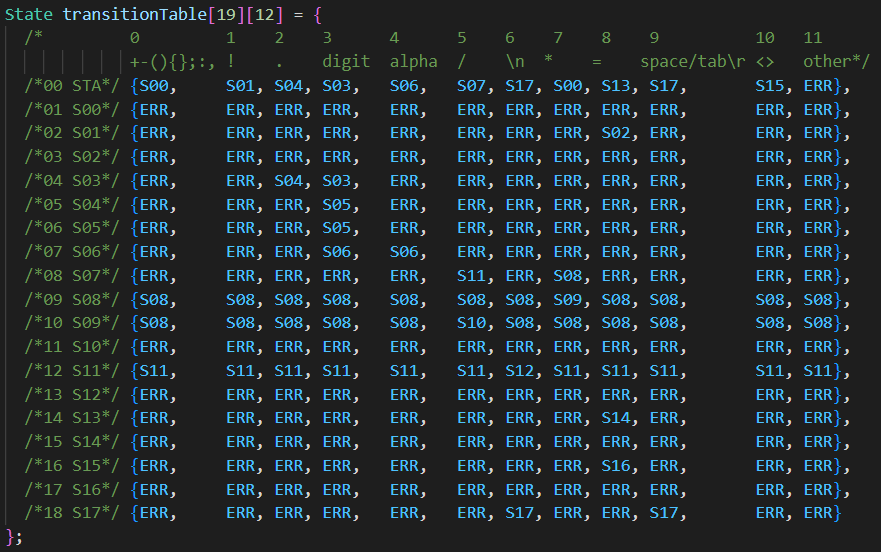 State transitionTable[19][12] = {
/*          0        1   2   3     4      5    6   7   8   9            10  11
            +-(){};:, !   .   digit alpha  /    \n  *   =   space/tab\r <>  other*/
/*00 STA*/ {S00,     S01, S04, S03,  S06,   S07, S17, S00, S13, S17,     S15, ERR},
/*01 S00*/ {ERR,     ERR, ERR, ERR,  ERR,   ERR, ERR, ERR, ERR, ERR,     ERR, ERR},
/*02 S01*/ {ERR,     ERR, ERR, ERR,  ERR,   ERR, ERR, ERR, S02, ERR,     ERR, ERR},
/*03 S02*/ {ERR,     ERR, ERR, ERR,  ERR,   ERR, ERR, ERR, ERR, ERR,     ERR, ERR},
/*04 S03*/ {ERR,     ERR, S04, S03,  ERR,   ERR, ERR, ERR, ERR, ERR,     ERR, ERR},
/*05 S04*/ {ERR,     ERR, ERR, S05,  ERR,   ERR, ERR, ERR, ERR, ERR,     ERR, ERR},
/*06 S05*/ {ERR,     ERR, ERR, S05,  ERR,   ERR, ERR, ERR, ERR, ERR,     ERR, ERR},
/*07 S06*/ {ERR,     ERR, ERR, S06,  S06,   ERR, ERR, ERR, ERR, ERR,     ERR, ERR},
/*08 S07*/ {ERR,     ERR, ERR, ERR,  ERR,   S11, ERR, S08, ERR, ERR,     ERR, ERR},
/*09 S08*/ {S08,     S08, S08, S08,  S08,   S08, S08, S09, S08, S08,     S08, S08},
/*10 S09*/ {S08,     S08, S08, S08,  S08,   S10, S08, S08, S08, S08,     S08, S08},
/*11 S10*/ {ERR,     ERR, ERR, ERR,  ERR,   ERR, ERR, ERR, ERR, ERR,     ERR, ERR},
/*12 S11*/ {S11,     S11, S11, S11,  S11,   S11, S12, S11, S11, S11,     S11, S11},
/*13 S12*/ {ERR,     ERR, ERR, ERR,  ERR,   ERR, ERR, ERR, ERR, ERR,     ERR, ERR},
/*14 S13*/ {ERR,     ERR, ERR, ERR,  ERR,   ERR, ERR, ERR, S14, ERR,     ERR, ERR},
/*15 S14*/ {ERR,     ERR, ERR, ERR,  ERR,   ERR, ERR, ERR, ERR, ERR,     ERR, ERR},
/*16 S15*/ {ERR,     ERR, ERR, ERR,  ERR,   ERR, ERR, ERR, S16, ERR,     ERR, ERR},
/*17 S16*/ {ERR,     ERR, ERR, ERR,  ERR,   ERR, ERR, ERR, ERR, ERR,     ERR, ERR},
/*18 S17*/ {ERR,     ERR, ERR, ERR,  ERR,   ERR, S17, ERR, ERR, S17,     ERR, ERR}
};